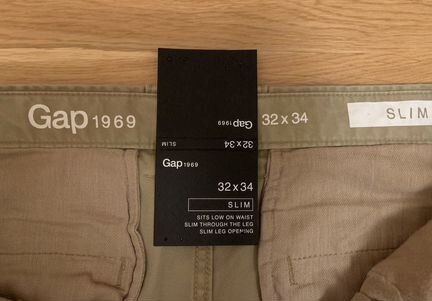 Gap 1969
32 x 34
SLIM
Gap 1969
32 x 34
SLIM
Gap 1969
32 x 34
SLIM
SITS LOW ON WAIST
SLIM THROUGH THE LEG
SLIM LEG OPENING